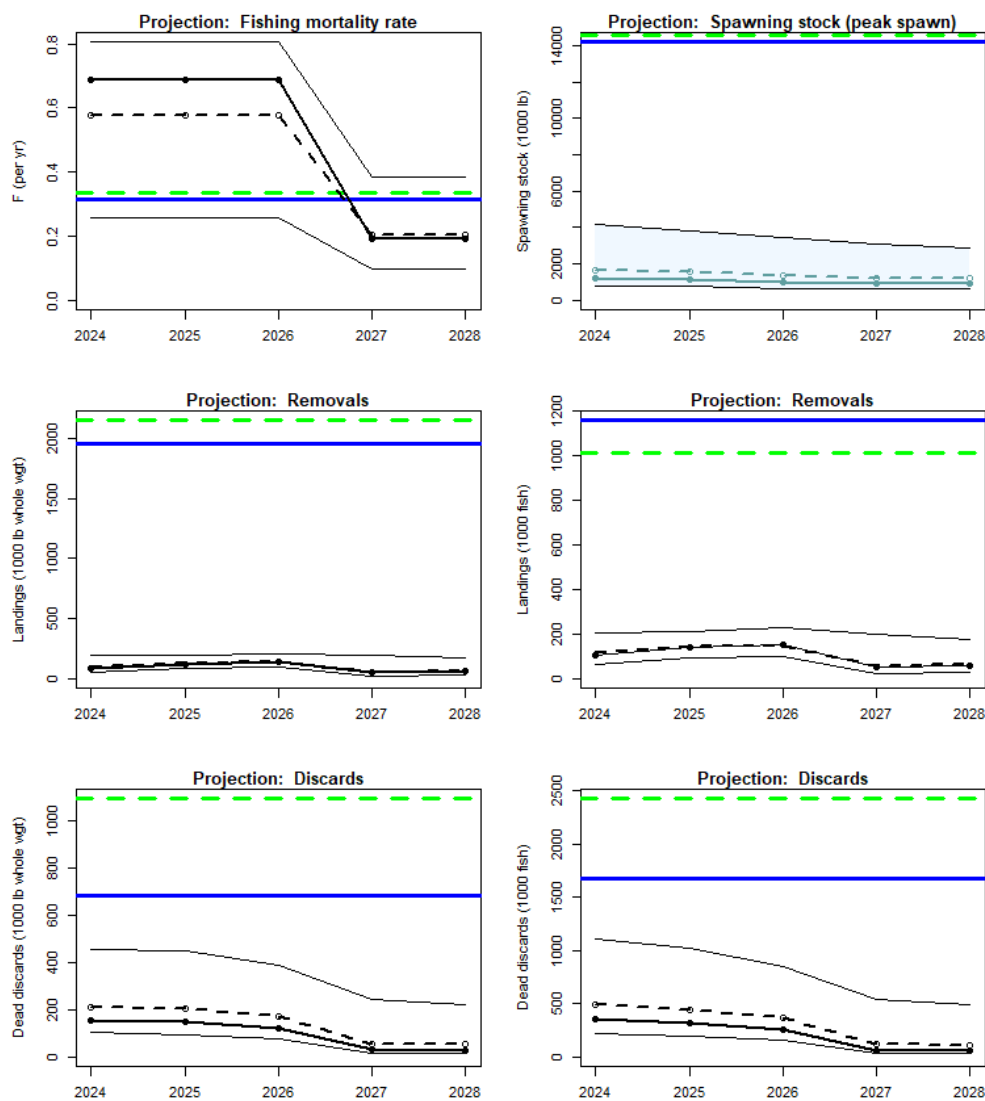 Projection: Fishing mortality rate
F (per yr)
0.0 0.2 0.4 0.6 0.8
2024 2025 2026 2027 2028
Projection: Spawning stock (peak spawn)
Spawning stock (1000 lb)
0 2000 6000 10000 14000
2024 2025 2026 2027 2028
Projection: Removals
Landings (1000 lb whole wgt)
0 500 1000 1500 2000
2024 2025 2026 2027 2028
Projection: Removals
Landings (1000 fish)
0 200 400 600 800 1000 1200
2024 2025 2026 2027 2028
Projection: Discards
Dead discards (1000 lb whole wgt)
0 200 400 600 800 1000
2024 2025 2026 2027 2028
Projection: Discards
Dead discards (1000 fish)
0 500 1000 1500 2000 2500
2024 2025 2026 2027 2028